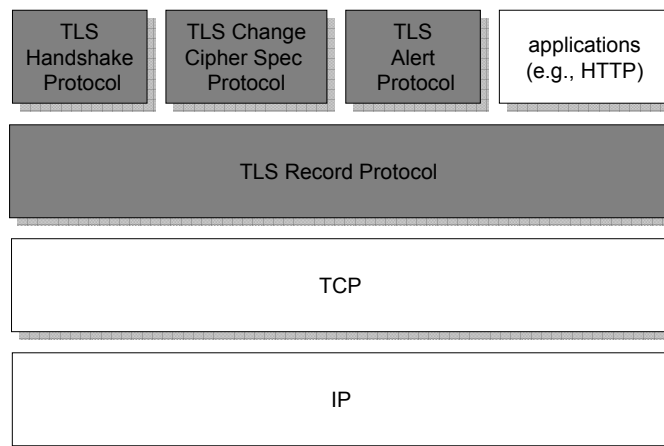 TLS
Handshake
Protocol
TLS Change
Cipher Spec
Protocol
TLS
Alert
Protocol
applications
(e.g., HTTP)
TLS Record Protocol
TCP
IP